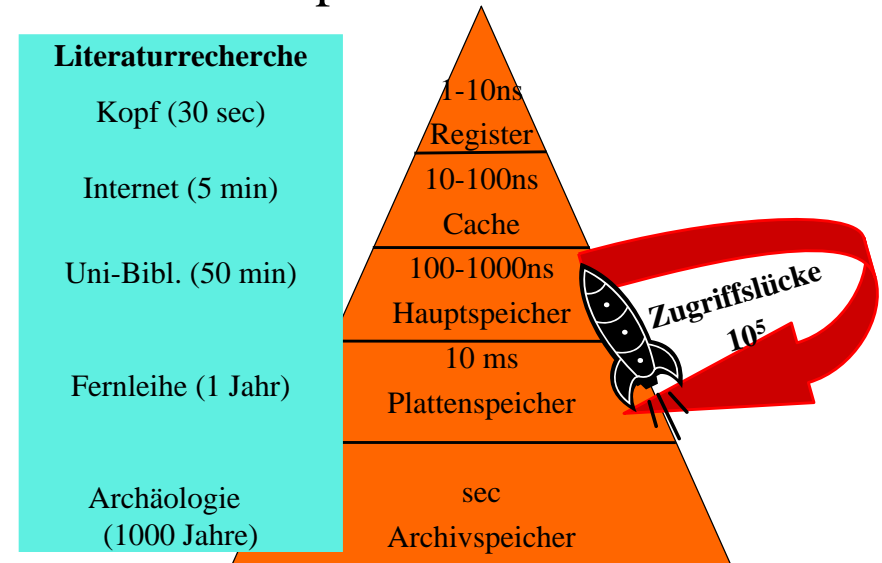 Literaturrecherche
Kopf (30 sec)
Internet (5 min)
Uni-Bibl. (50 min)
Fernleihe (1 Jahr)
Archäologie
(1000 Jahre)
1-10ns
Register
10-100ns
Cache
100-1000ns
Hauptspeicher
10 ms
Plattenspeicher
sec
Archivspeicher
Zugriffslücke
10⁵